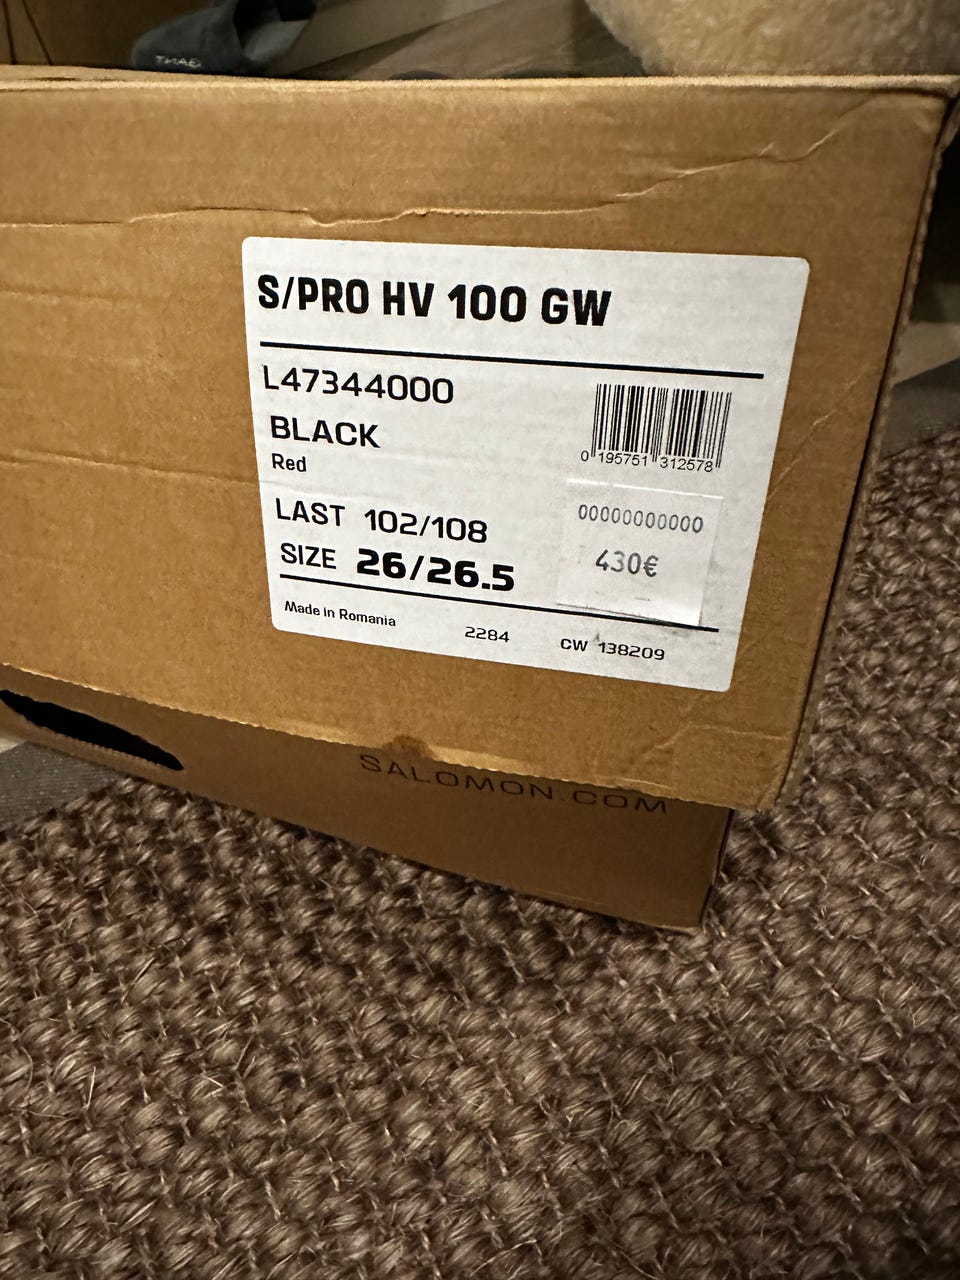 S/PRO HV 100 GW
L47344000
BLACK
Red
0 195751 312578
LAST 102/108
00000000000
SIZE 26/26.5
430€
Made in Romania
2284
CW 138209
SALOMON.COM